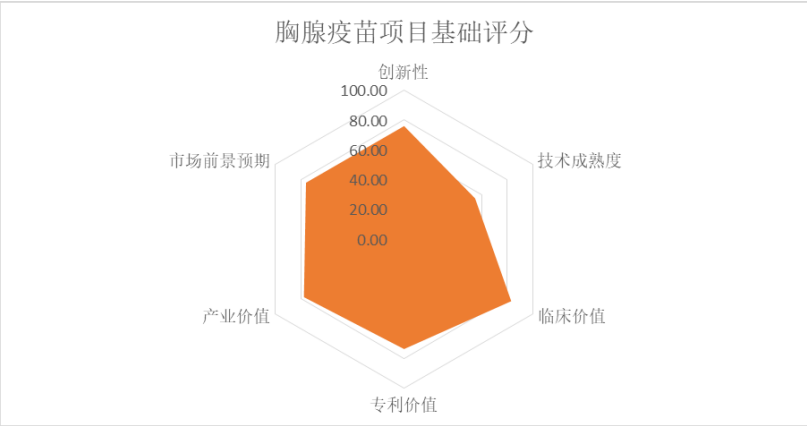 胸腺疫苗项目基础评分
创新性
100.00
80.00
60.00
40.00
20.00
0.00
技术成熟度
临床价值
专利价值
产业价值
市场前景预期